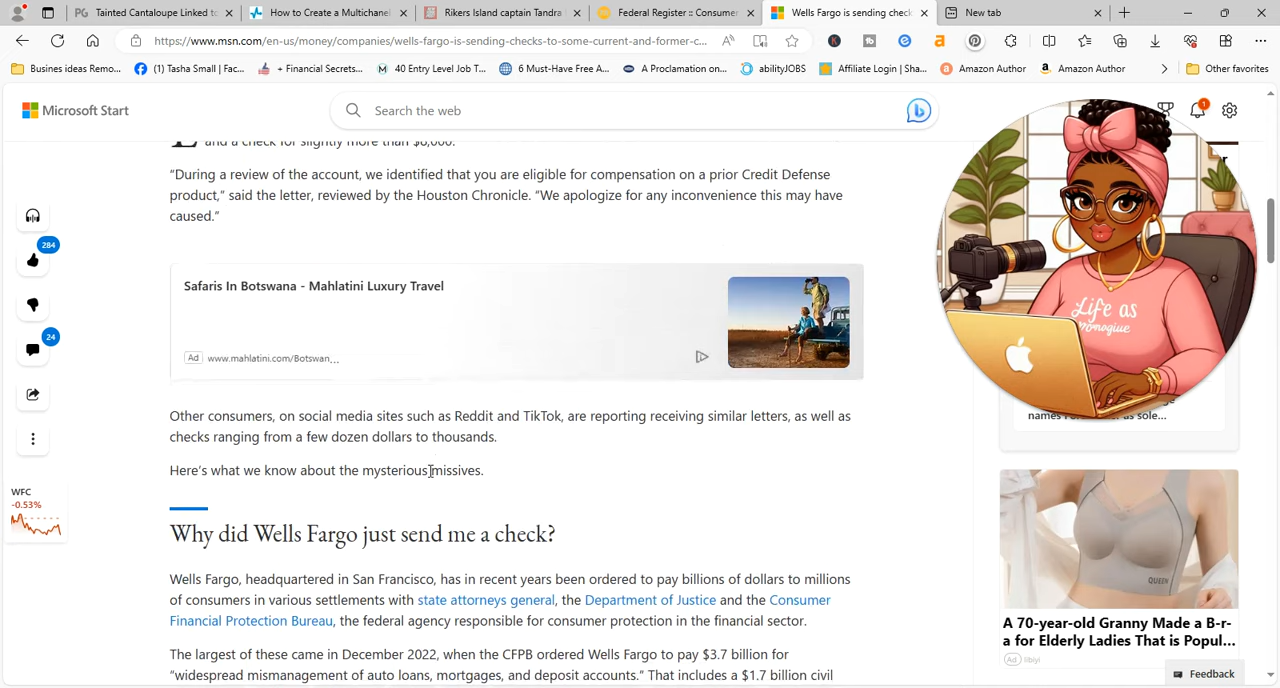 Tainted Cantaloupe Linked to
How to Create a Multichanel
Rikers Island captain Tandra
Federal Register :: Consumer
Wells Fargo is sending check
New tab
https://www.msn.com/en-us/money/companies/wells-fargo-is-sending-checks-to-some-current-and-former-c...
Busines ideas Remo...
(1) Tasha Small | Fac...
+ Financial Secrets...
40 Entry Level Job T...
6 Must-Have Free A...
A Proclamation on...
abilityJOBS
Affiliate Login | Sha...
Amazon Author
Amazon Author
Other favorites
Microsoft Start
Search the web
1
and a check for slightly more than $6,000.
“During a review of the account, we identified that you are eligible for compensation on a prior Credit Defense
product,” said the letter, reviewed by the Houston Chronicle. “We apologize for any inconvenience this may have
caused.”
284
24
Safaris In Botswana - Mahlatini Luxury Travel
Ad www.mahlatini.com/Botswan...
Life as
Other consumers, on social media sites such as Reddit and TikTok, are reporting receiving similar letters, as well as
checks ranging from a few dozen dollars to thousands.
Here’s what we know about the mysterious missives.
WFC
-0.53%
Why did Wells Fargo just send me a check?
Wells Fargo, headquartered in San Francisco, has in recent years been ordered to pay billions of dollars to millions
of consumers in various settlements with state attorneys general, the Department of Justice and the Consumer
Financial Protection Bureau, the federal agency responsible for consumer protection in the financial sector.
The largest of these came in December 2022, when the CFPB ordered Wells Fargo to pay $3.7 billion for
“widespread mismanagement of auto loans, mortgages, and deposit accounts.” That includes a $1.7 billion civil
QUEEN
A 70-year-old Granny Made a B-r-
a for Elderly Ladies That is Popul...
Ad
Feedback